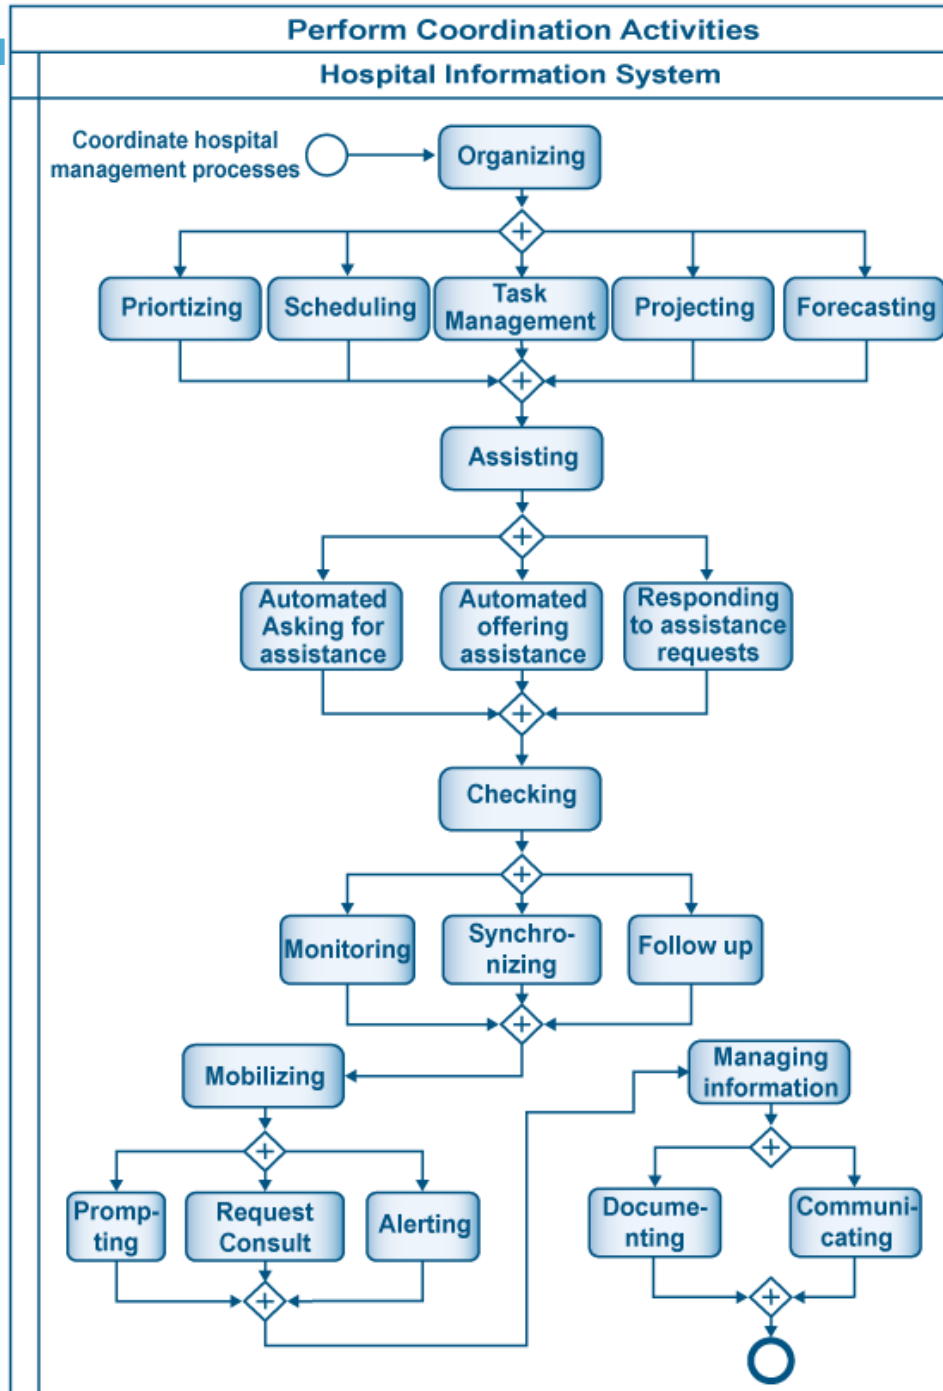 Perform Coordination Activities
Hospital Information System
Coordinate hospital
management processes
Organizing
Priortizing
Scheduling
Task
Management
Projecting
Forecasting
Assisting
Automated
Asking for
assistance
Automated
offering
assistance
Responding
to assistance
requests
Checking
Monitoring
Synchro-
nizing
Follow up
Mobilizing
Managing
information
Promp-
ting
Request
Consult
Alerting
Docume-
nting
Communi-
cating